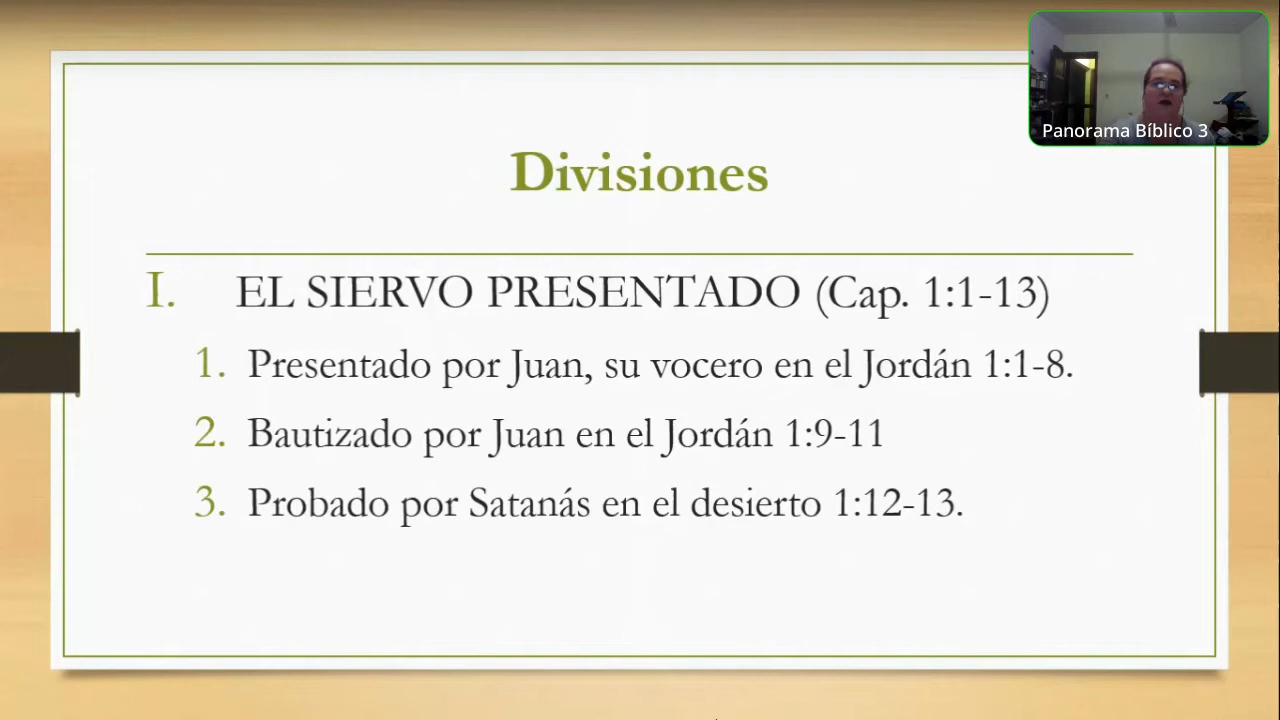 Panorama Bíblico 3
Divisiones
I. EL SIERVO PRESENTADO (Cap. 1:1-13)
1. Presentado por Juan, su vocero en el Jordán 1:1-8.
2. Bautizado por Juan en el Jordán 1:9-11
3. Probado por Satanás en el desierto 1:12-13.